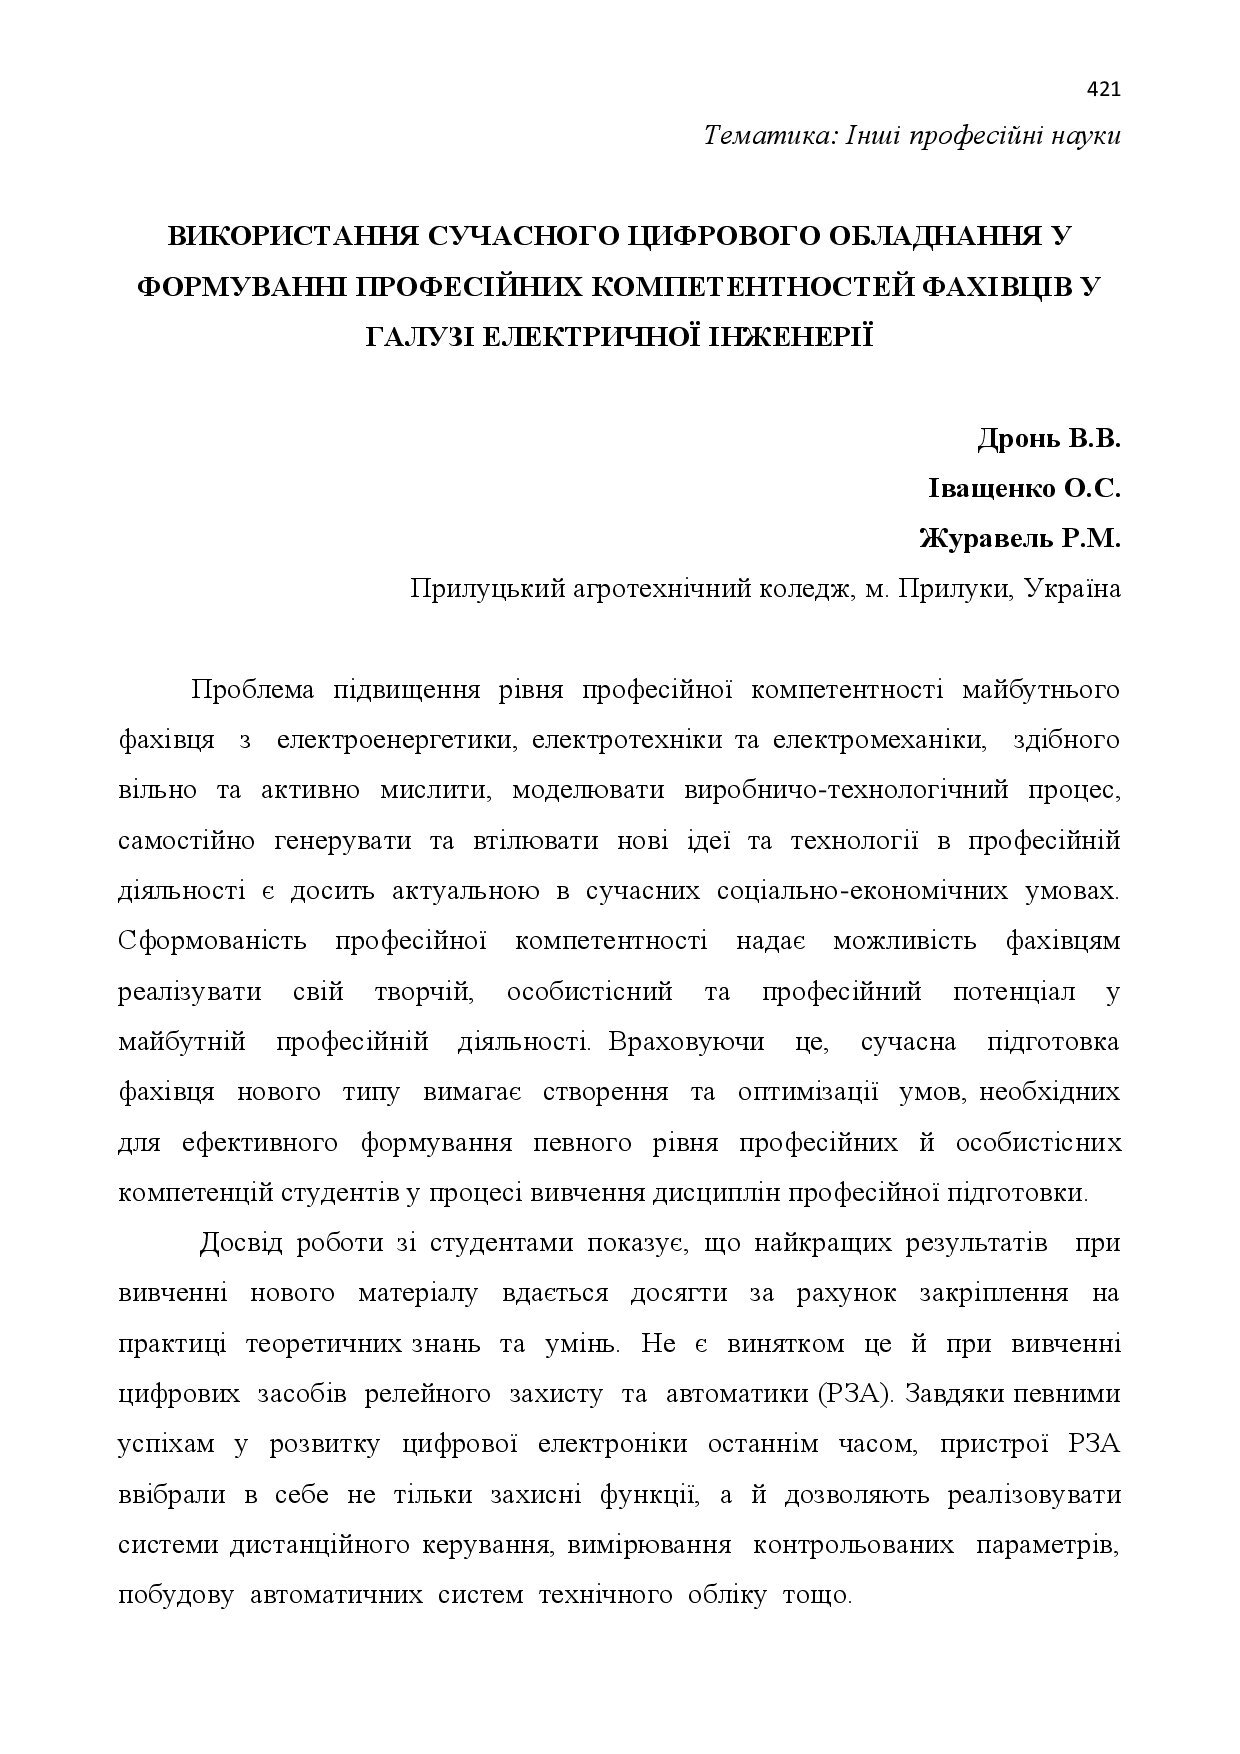 421
Тематика: Інші професійні науки
ВИКОРИСТАННЯ СУЧАСНОГО ЦИФРОВОГО ОБЛАДНАННЯ У
ФОРМУВАННІ ПРОФЕСІЙНИХ КОМПЕТЕНТНОСТЕЙ ФАХІВЦІВ У
ГАЛУЗІ ЕЛЕКТРИЧНОЇ ІНЖЕНЕРІЇ
Дронь В.В.
Іващенко О.С.
Журавель Р.М.
Прилуцький агротехнічний коледж, м. Прилуки, Україна
Проблема підвищення рівня професійної компетентності майбутнього
фахівця з електроенергетики, електротехніки та електромеханіки, здібного
вільно та активно мислити, моделювати виробничо-технологічний процес,
самостійно генерувати та втілювати нові ідеї та технології в професійній
діяльності є досить актуальною в сучасних соціально-економічних умовах.
Сформованість професійної компетентності надає можливість фахівцям
реалізувати свій творчій, особистісний та професійний потенціал у
майбутній професійній діяльності. Враховуючи це, сучасна підготовка
фахівця нового типу вимагає створення та оптимізації умов, необхідних
для ефективного формування певного рівня професійних й особистісних
компетенцій студентів у процесі вивчення дисциплін професійної підготовки.
Досвід роботи зі студентами показує, що найкращих результатів при
вивченні нового матеріалу вдається досягти за рахунок закріплення на
практиці теоретичних знань та умінь. Не є винятком це й при вивченні
цифрових засобів релейного захисту та автоматики (РЗА). Завдяки певними
успіхам у розвитку цифрової електроніки останнім часом, пристрої РЗА
ввібрали в себе не тільки захисні функції, а й дозволяють реалізовувати
системи дистанційного керування, вимірювання контрольованих параметрів,
побудову автоматичних систем технічного обліку тощо.